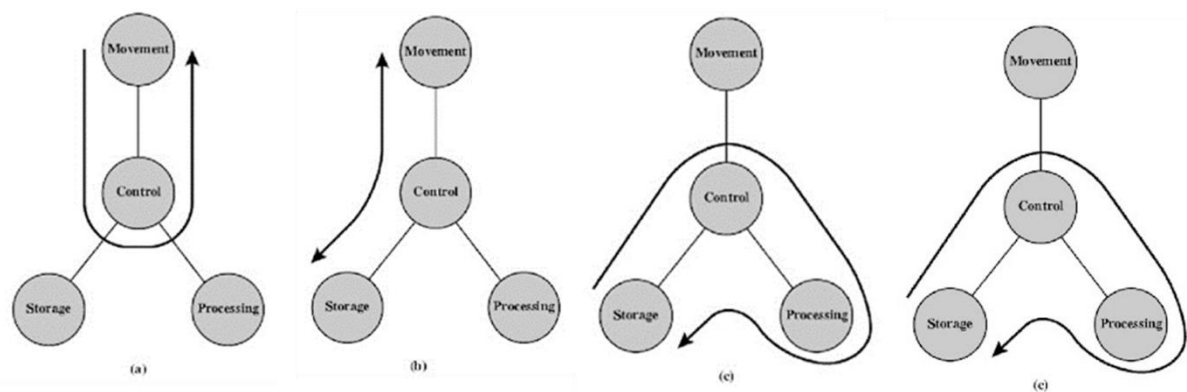 Movement
Control
Storage
Processing
(a)
Movement
Control
Storage
Processing
(b)
Movement
Control
Storage
Processing
(c)
Movement
Control
Storage
Processing
(c)